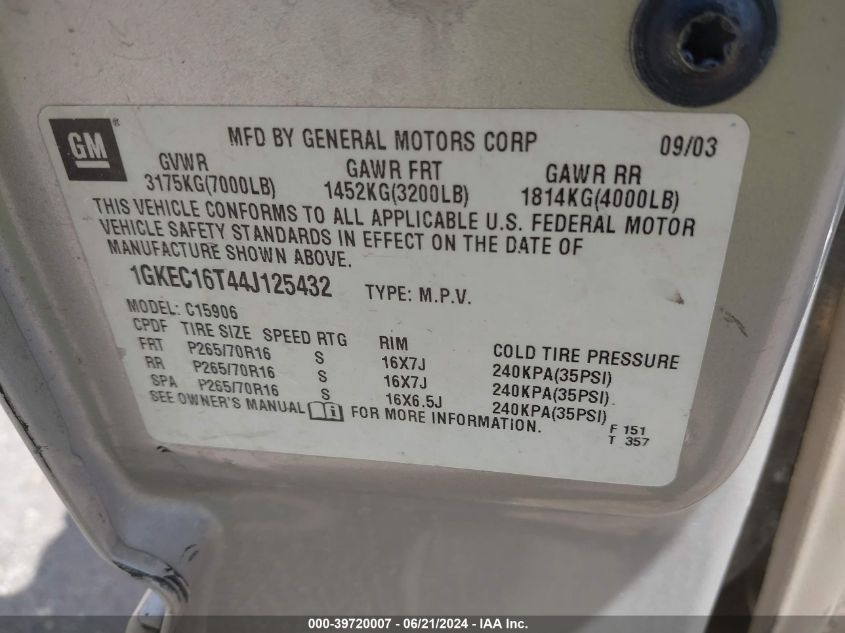 GM ® MFD BY GENERAL MOTORS CORP 09/03
GVWR GAWR FRT GAWR RR
3175KG(7000LB) 1452KG(3200LB) 1814KG(4000LB)
THIS VEHICLE CONFORMS TO ALL APPLICABLE U.S. FEDERAL MOTOR
VEHICLE SAFETY STANDARDS IN EFFECT ON THE DATE OF
MANUFACTURE SHOWN ABOVE.
1GKEC16T44J125432 TYPE: M.P.V.
MODEL: C15906
CPDF TIRE SIZE SPEED RTG RIM COLD TIRE PRESSURE
FRT P265/70R16 S 16X7J 240KPA(35PSI)
RR P265/70R16 S 16X7J 240KPA(35PSI)
SPA P265/70R16 S 16X6.5J 240KPA(35PSI)
SEE OWNER'S MANUAL FOR MORE INFORMATION.
F 151
T 357
000-39720007 - 06/21/2024 - IAA Inc.